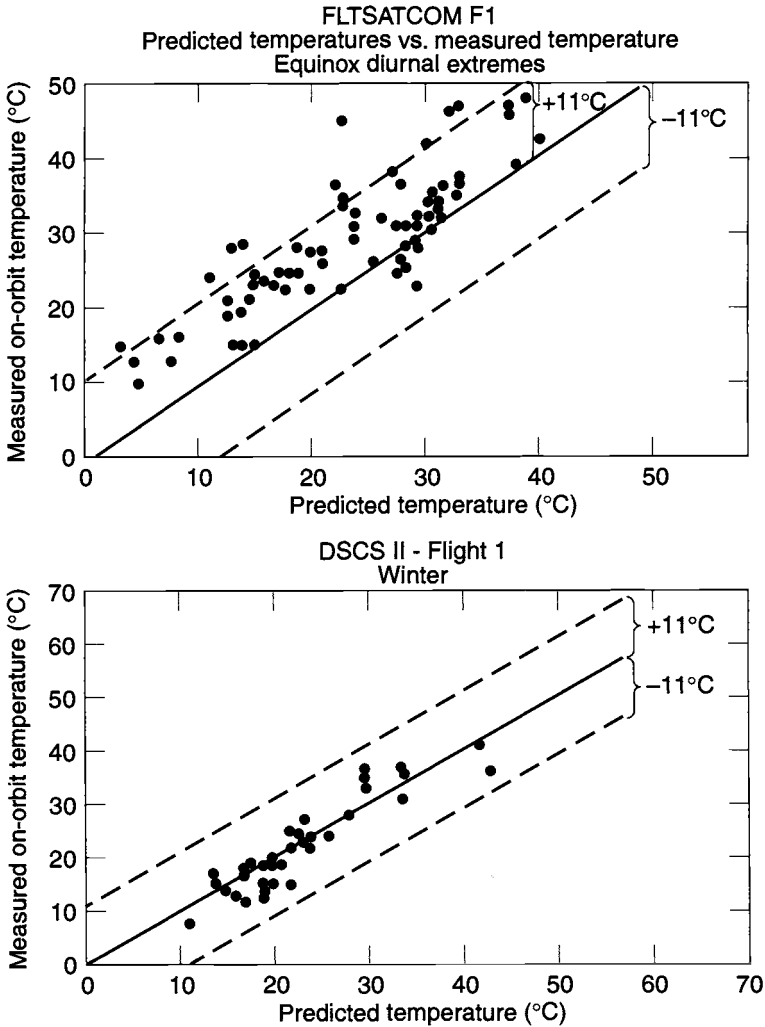 FLTSATCOM F1
Predicted temperatures vs. measured temperature
Equinox diurnal extremes
Measured on-orbit temperature (°C)
50
40
30
20
10
0
+11°C
−11°C
0 10 20 30 40 50
Predicted temperature (°C)
DSCS II - Flight 1
Winter
Measured on-orbit temperature (°C)
70
60
50
40
30
20
10
0
+11°C
−11°C
0 10 20 30 40 50 60 70
Predicted temperature (°C)